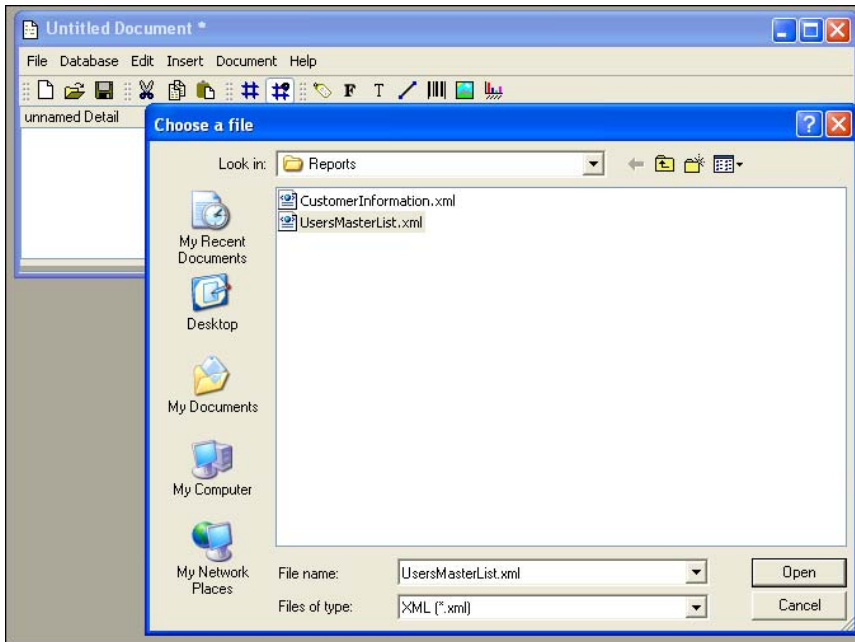 Untitled Document *
File Database Edit Insert Document Help
F T
unnamed Detail
Choose a file
Look in: Reports
CustomerInformation.xml
UsersMasterList.xml
My Recent
Documents
Desktop
My Documents
My Computer
My Network
Places
File name: UsersMasterList.xml Open
Files of type: XML (*.xml) Cancel